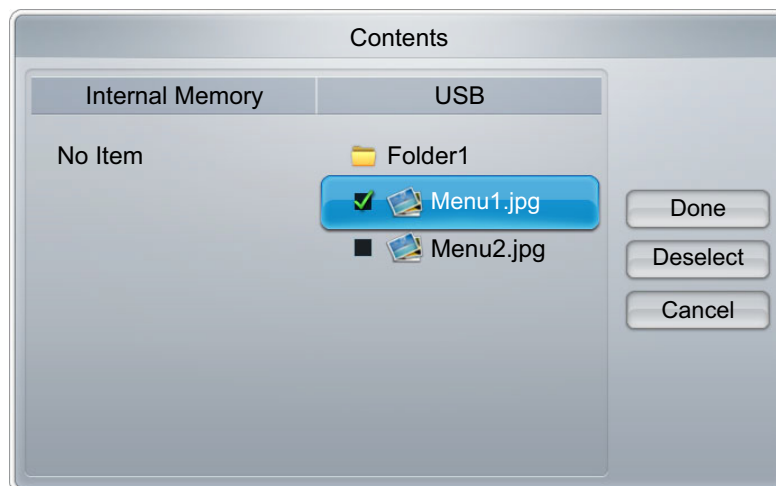 Contents
Internal Memory
USB
No Item
Folder1
Menu1.jpg
Menu2.jpg
Done
Deselect
Cancel